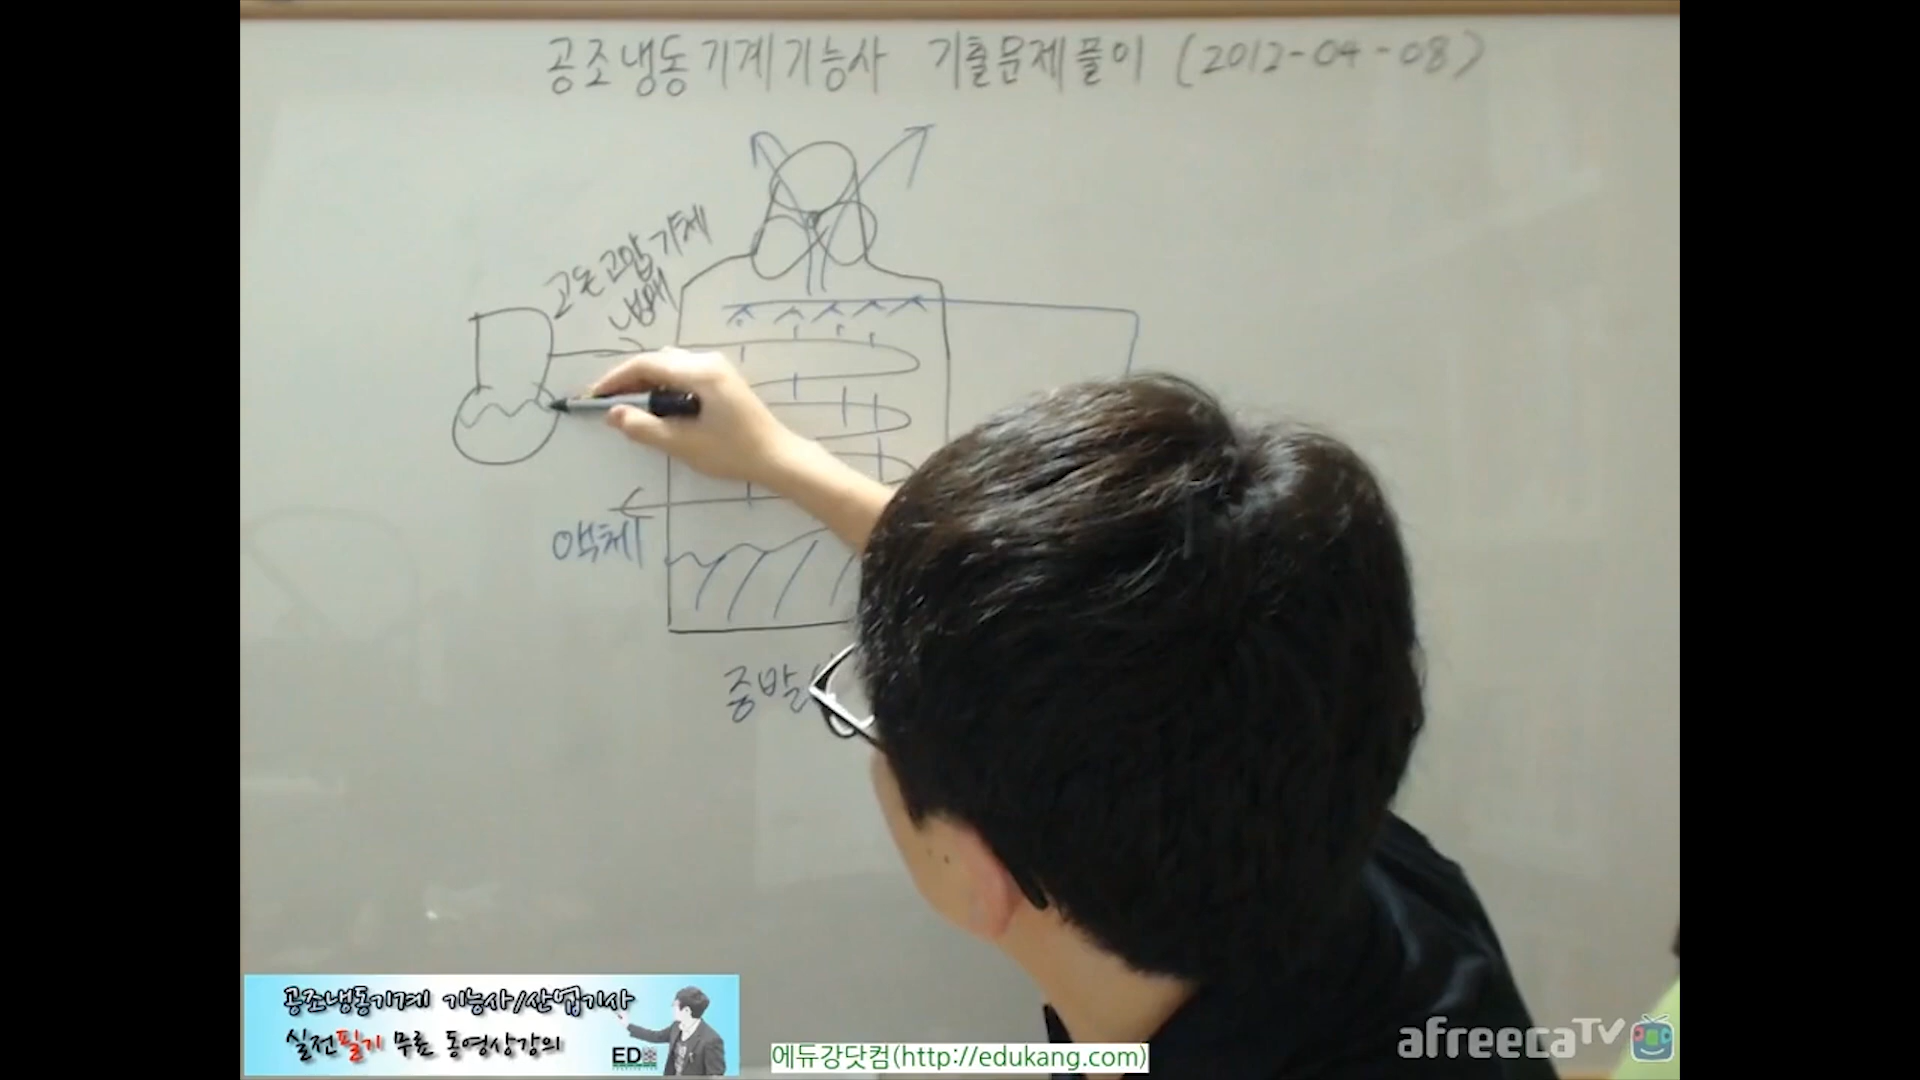 공조냉동기계기능사 기출문제풀이 (2012-04-08)
고온고압기체
냉매
액체
증발
공조냉동기계 기능사/산업기사
실전필기 무료 동영상강의
EDU
에듀강닷컴(http://edukang.com)
afreecaTV